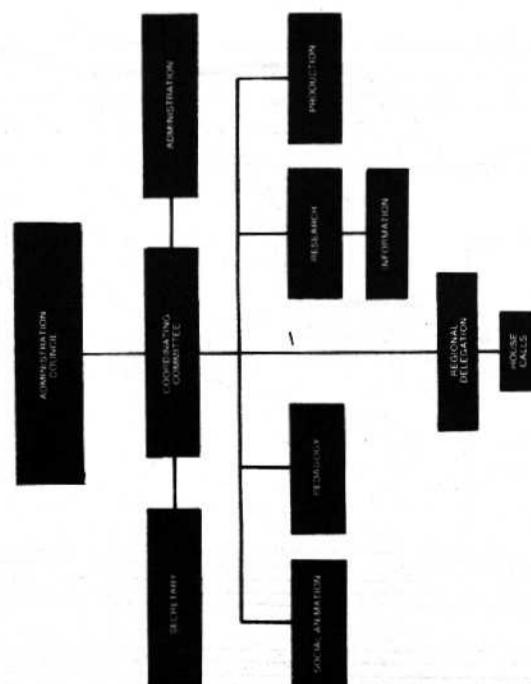 ADMINISTRATION
COUNCIL
SECRETARY
COORDINATING
COMMITTEE
ADMINISTRATION
SOCIAL ANIMATION
PEDAGOGY
RESEARCH
PRODUCTION
INFORMATION
REGIONAL
DELEGATION
HOUSE
CALLS